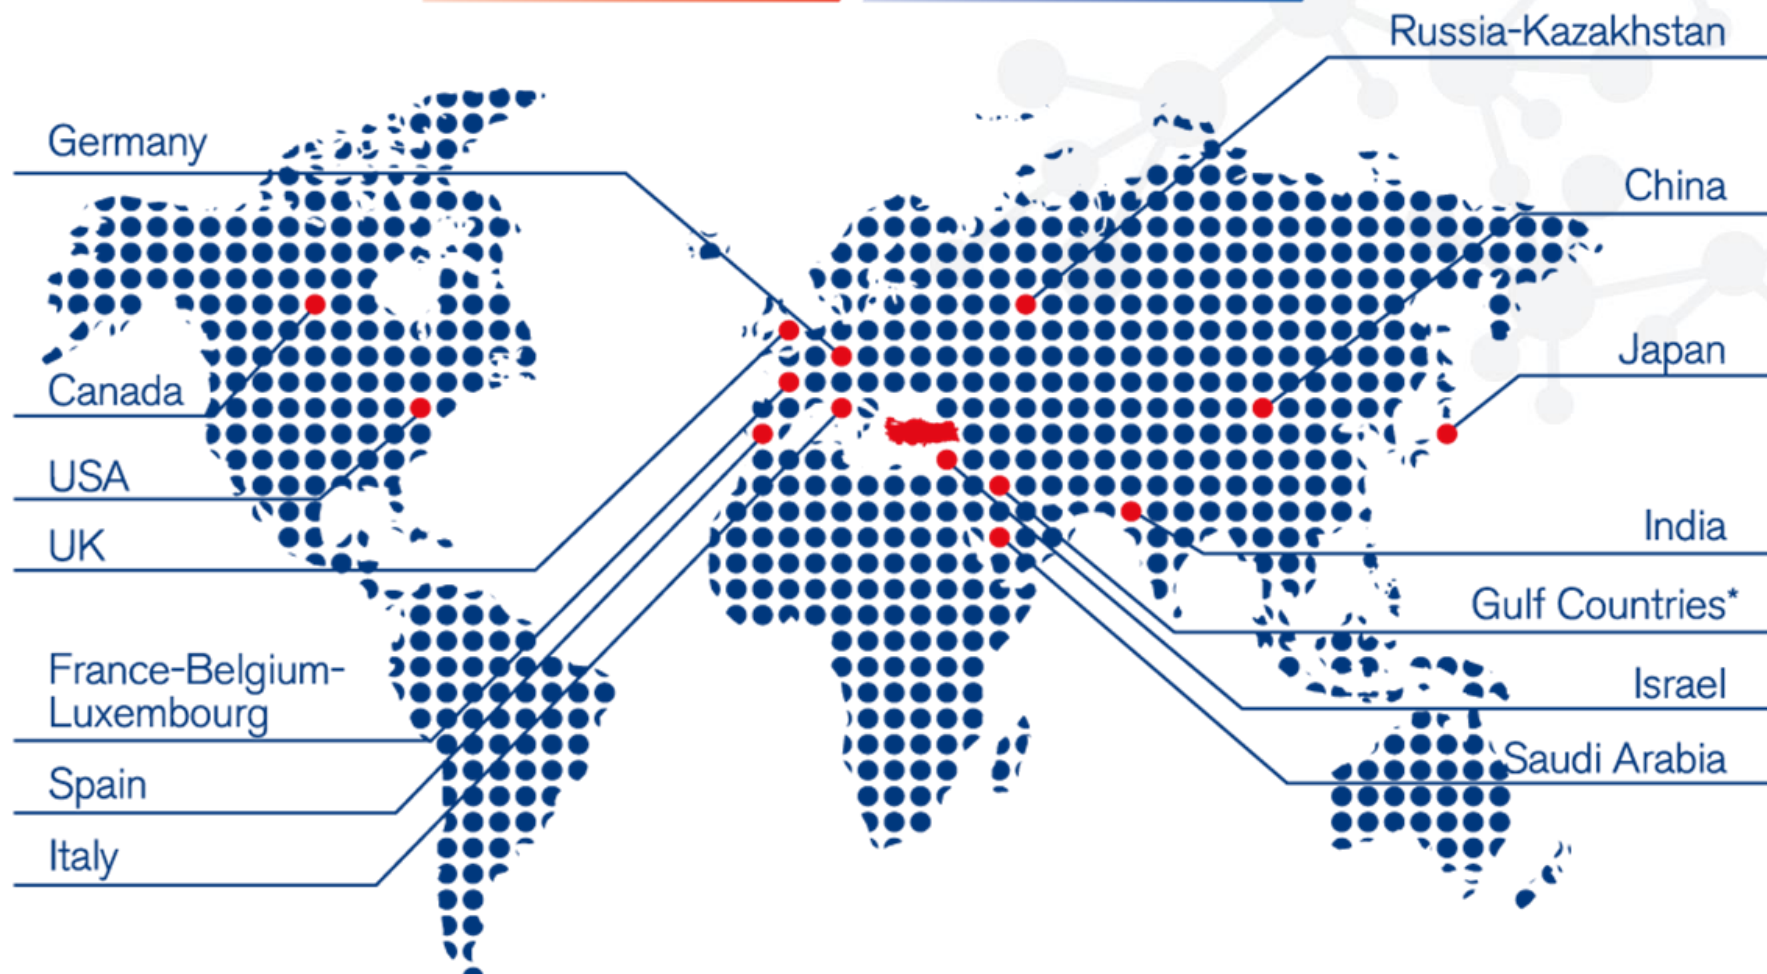 Germany
Canada
USA
UK
France-Belgium-
Luxembourg
Spain
Italy
Russia-Kazakhstan
China
Japan
India
Gulf Countries*
Israel
Saudi Arabia